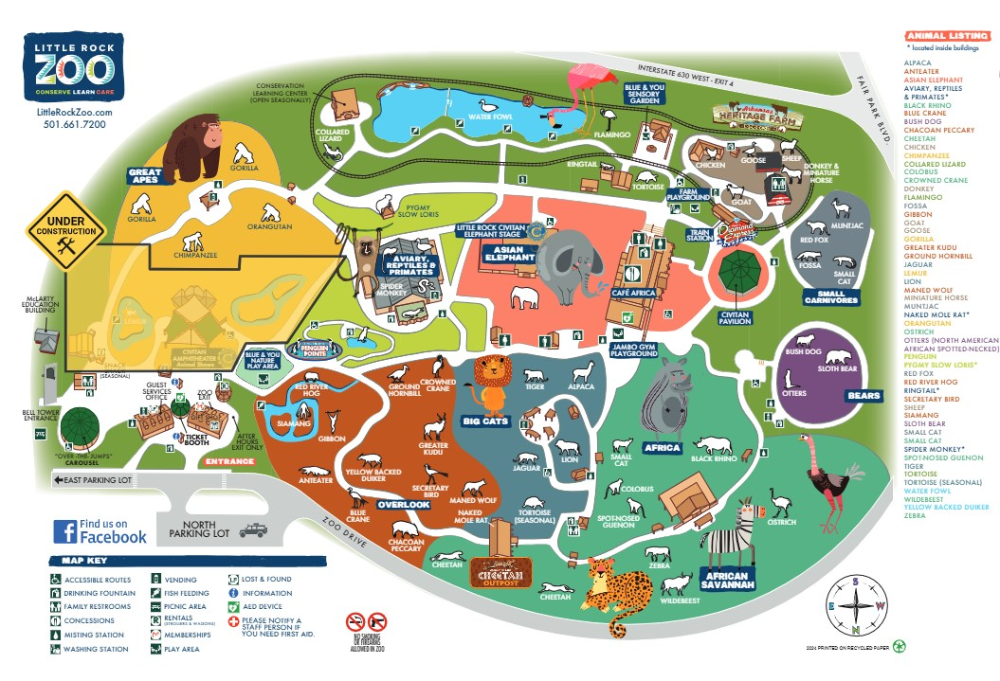 LITTLE ROCK
ZOO
CONSERVE LEARN CARE
LittleRockZoo.com
501.661.7200
INTERSTATE 630 WEST - EXIT 4
FAIR PARK BLVD.
CONSERVATION
LEARNING CENTER
(OPEN SEASONALLY)
COLLARED
LIZARD
WATER FOWL
FLAMINGO
BLUE & YOU
SENSORY
GARDEN
Arkansas
HERITAGE FARM
CHICKEN
GOOSE
SHEEP
DONKEY &
MINIATURE
HORSE
GOAT
RINGTAIL
TORTOISE
FARM
PLAYGROUND
TRAIN
STATION
Diamond
Express
GREAT
APES
GORILLA
GORILLA
ORANGUTAN
CHIMPANZEE
UNDER
CONSTRUCTION
PYGMY
SLOW LORIS
AVIARY,
REPTILES &
PRIMATES
SPIDER
MONKEY
LITTLE ROCK CIVITAN
ELEPHANT STAGE
ASIAN
ELEPHANT
CAFÉ AFRICA
JAMBO GYM
PLAYGROUND
CIVITAN
PAVILION
MUNTJAC
RED FOX
FOSSA
SMALL
CAT
SMALL
CARNIVORES
BUSH DOG
SLOTH BEAR
OTTERS
BEARS
McLARTY
EDUCATION
BUILDING
LEMUR
CIVITAN
AMPHITHEATER
Animal Shows
SNACK
(SEASONAL)
BLUE & YOU
NATURE
PLAY AREA
PENGUIN
POINTE
GUEST
SERVICES
OFFICE
ZOO
EXIT
GIFT SHOP
TICKET
BOOTH
AFTER
HOURS
EXIT ONLY
BELL TOWER
ENTRANCE
"OVER-THE-JUMPS"
CAROUSEL
ENTRANCE
EAST PARKING LOT
NORTH
PARKING LOT
ZOO DRIVE
RED RIVER
HOG
SIAMANG
GIBBON
ANTEATER
GROUND
HORNBILL
CROWNED
CRANE
GREATER
KUDU
YELLOW BACKED
DUIKER
SECRETARY
BIRD
MANED WOLF
BLUE
CRANE
OVERLOOK
NAKED
MOLE RAT
CHACOAN
PECCARY
BIG CATS
TIGER
ALPACA
SECRETARY BIRD
JAGUAR
LION
TORTOISE
(SEASONAL)
AFRICA
SMALL
CAT
BLACK RHINO
COLOBUS
SPOT-NOSED
GUENON
OSTRICH
ZEBRA
WILDEBEEST
AFRICAN
SAVANNAH
CHEETAH
CHEETAH
OUTPOST
CHEETAH
Find us on
Facebook
MAP KEY
ACCESSIBLE ROUTES
DRINKING FOUNTAIN
FAMILY RESTROOMS
CONCESSIONS
MISTING STATION
WASHING STATION
VENDING
FISH FEEDING
PICNIC AREA
RENTALS
(STROLLERS & WAGONS)
MEMBERSHIPS
PLAY AREA
LOST & FOUND
INFORMATION
AED DEVICE
PLEASE NOTIFY A
STAFF PERSON IF
YOU NEED FIRST AID.
NO SMOKING
OR FIREARMS
ALLOWED IN ZOO
S
E
W
N
2024 PRINTED ON RECYCLED PAPER
ANIMAL LISTING
* located inside buildings
ALPACA
ANTEATER
ASIAN ELEPHANT
AVIARY, REPTILES
& PRIMATES*
BLACK RHINO
BLUE CRANE
BUSH DOG
CHACOAN PECCARY
CHEETAH
CHICKEN
CHIMPANZEE
COLLARED LIZARD
COLOBUS
CROWNED CRANE
DONKEY
FLAMINGO
FOSSA
GIBBON
GOAT
GOOSE
GORILLA
GREATER KUDU
GROUND HORNBILL
JAGUAR
LEMUR
LION
MANED WOLF
MINIATURE HORSE
MUNTJAC
NAKED MOLE RAT*
ORANGUTAN
OSTRICH
OTTERS (NORTH AMERICAN
AFRICAN SPOTTED-NECKED)
PENGUIN
PYGMY SLOW LORIS*
RED FOX
RED RIVER HOG
RINGTAIL*
SECRETARY BIRD
SHEEP
SIAMANG
SLOTH BEAR
SMALL CAT
SMALL CAT
SPIDER MONKEY*
SPOT-NOSED GUENON
TIGER
TORTOISE
TORTOISE (SEASONAL)
WATER FOWL
WILDEBEEST
YELLOW BACKED DUIKER
ZEBRA